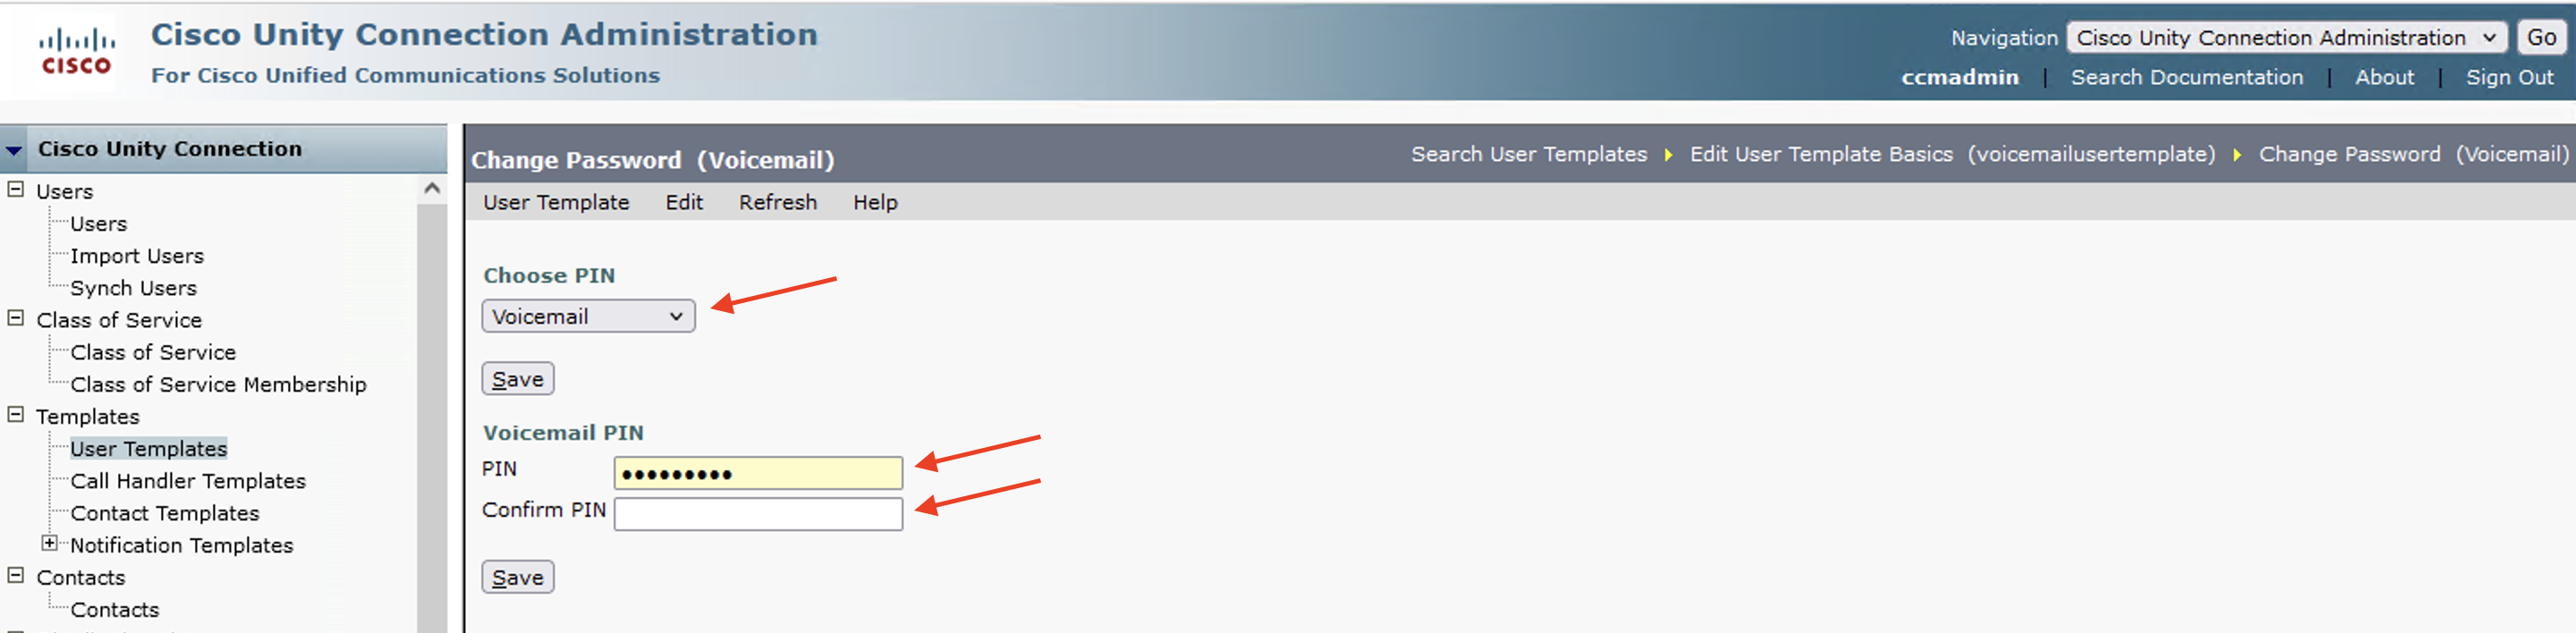 Cisco Unity Connection Administration
For Cisco Unified Communications Solutions
CISCO
Navigation Cisco Unity Connection Administration Go
ccmadmin | Search Documentation | About | Sign Out
Cisco Unity Connection
Users
Users
Import Users
Synch Users
Class of Service
Class of Service
Class of Service Membership
Templates
User Templates
Call Handler Templates
Contact Templates
Notification Templates
Contacts
Contacts
Change Password (Voicemail)
Search User Templates Edit User Template Basics (voicemailusertemplate) Change Password (Voicemail)
User Template Edit Refresh Help
Choose PIN
Voicemail
Save
Voicemail PIN
PIN •••••••••
Confirm PIN
Save